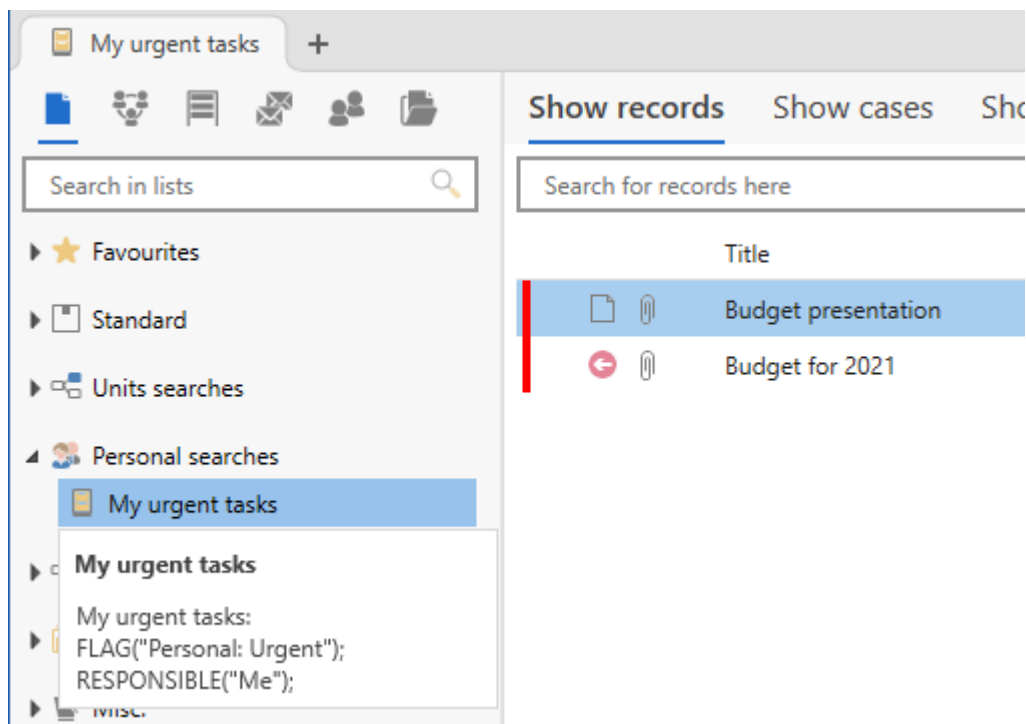 My urgent tasks
Show records Show cases Sho
Search in lists
Search for records here
Favourites
Title
Standard
Budget presentation
Budget for 2021
Units searches
Personal searches
My urgent tasks
My urgent tasks
My urgent tasks:
FLAG("Personal: Urgent");
RESPONSIBLE("Me");
Misc.